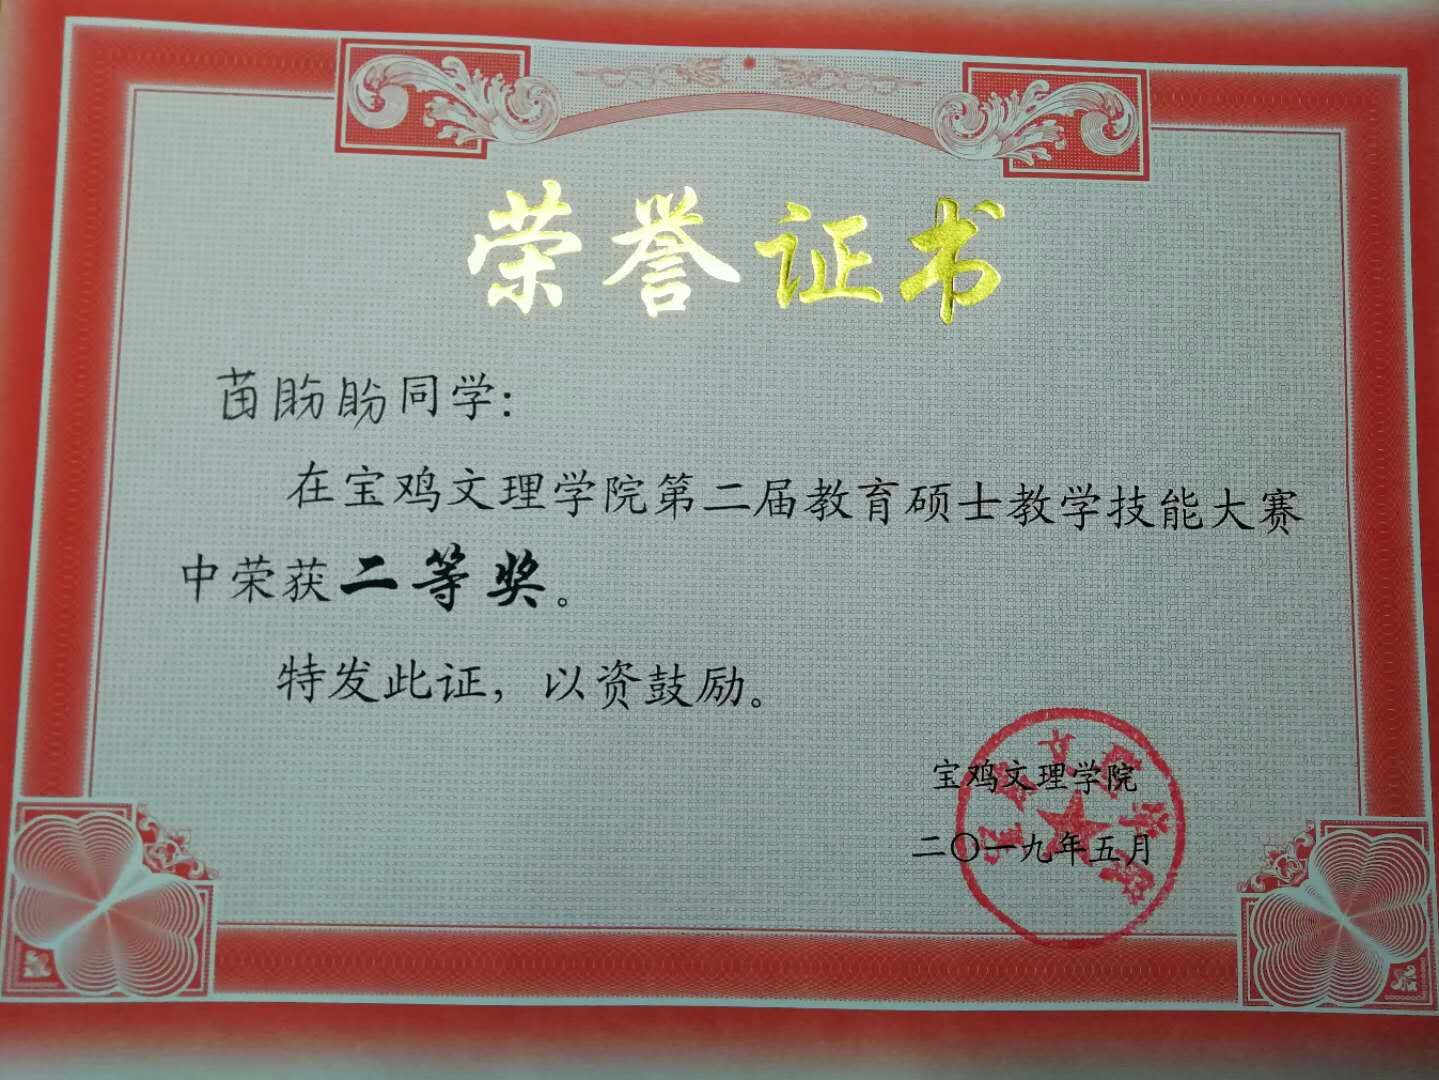 荣誉证书
苗盼盼同学：
在宝鸡文理学院第二届教育硕士教学技能大赛
中荣获二等奖。
特发此证，以资鼓励。
宝鸡文理学院
二〇一九年五月